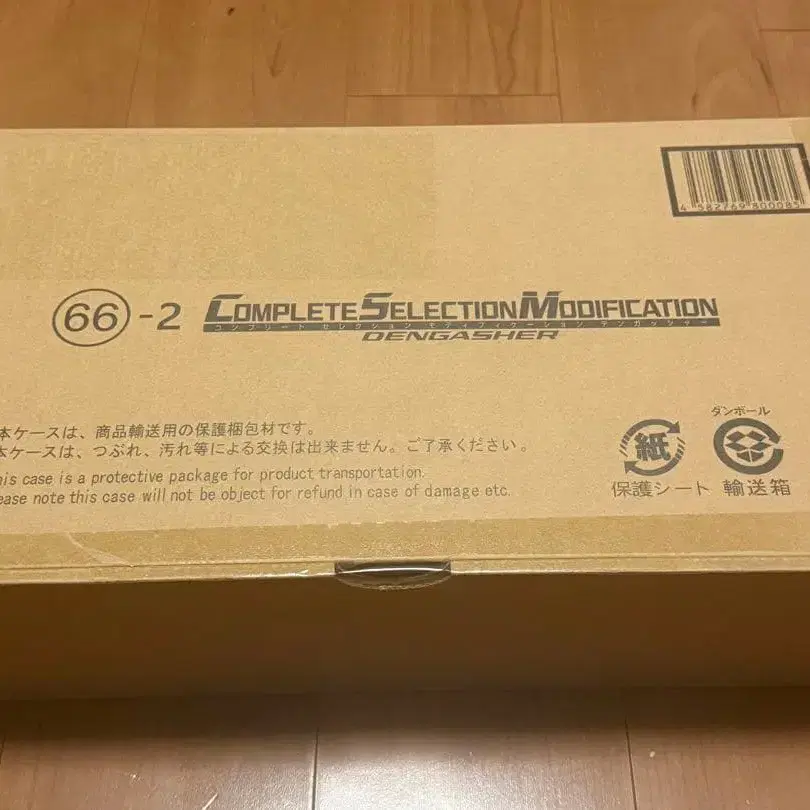 4 582769 800083
66-2 COMPLETE SELECTION MODIFICATION
コンプリート セレクション モディフィケーション デンガッシャー
DENGASHER
本ケースは、商品輸送用の保護梱包材です。
本ケースは、つぶれ、汚れ等による交換は出来ません。ご了承ください。
his case is a protective package for product transportation.
ease note this case will not be object for refund in case of damage etc.
紙
保護シート
ダンボール
輸送箱